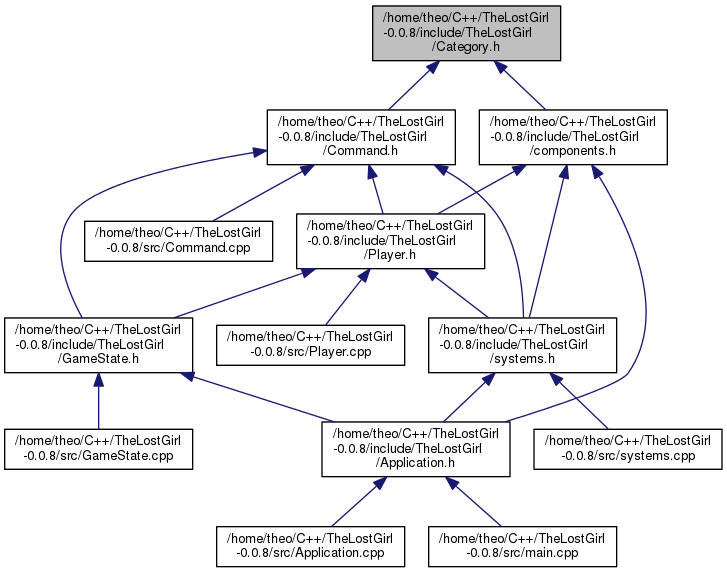 /home/theo/C++/TheLostGirl
-0.0.8/include/TheLostGirl
/Category.h
/home/theo/C++/TheLostGirl
-0.0.8/include/TheLostGirl
/Command.h
/home/theo/C++/TheLostGirl
-0.0.8/include/TheLostGirl
/components.h
/home/theo/C++/TheLostGirl
-0.0.8/src/Command.cpp
/home/theo/C++/TheLostGirl
-0.0.8/include/TheLostGirl
/Player.h
/home/theo/C++/TheLostGirl
-0.0.8/include/TheLostGirl
/GameState.h
/home/theo/C++/TheLostGirl
-0.0.8/src/Player.cpp
/home/theo/C++/TheLostGirl
-0.0.8/include/TheLostGirl
/systems.h
/home/theo/C++/TheLostGirl
-0.0.8/src/GameState.cpp
/home/theo/C++/TheLostGirl
-0.0.8/include/TheLostGirl
/Application.h
/home/theo/C++/TheLostGirl
-0.0.8/src/systems.cpp
/home/theo/C++/TheLostGirl
-0.0.8/src/Application.cpp
/home/theo/C++/TheLostGirl
-0.0.8/src/main.cpp